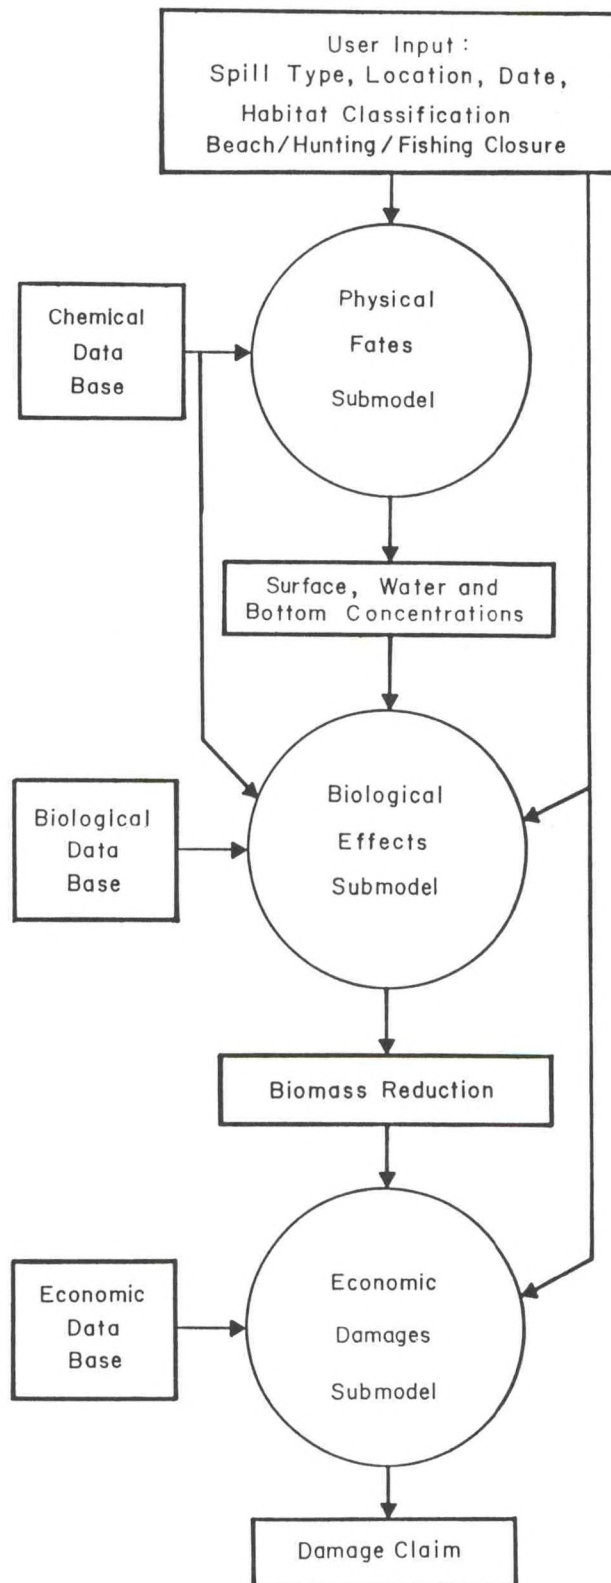 User Input :
Spill Type, Location, Date,
Habitat Classification
Beach/Hunting/Fishing Closure
Physical
Fates
Submodel
Chemical
Data
Base
Surface, Water and
Bottom Concentrations
Biological
Effects
Submodel
Biological
Data
Base
Biomass Reduction
Economic
Damages
Submodel
Economic
Data
Base
Damage Claim